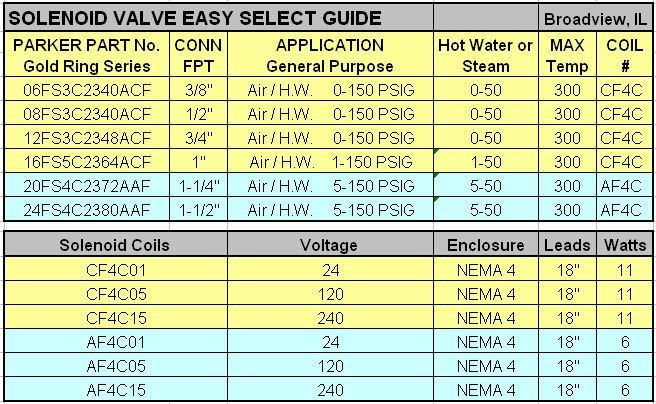 SOLENOID VALVE EASY SELECT GUIDE Broadview, IL
PARKER PART No. CONN APPLICATION Hot Water or MAX COIL
Gold Ring Series FPT General Purpose Steam Temp #
06FS3C2340ACF 3/8" Air / H.W. 0-150 PSIG 0-50 300 CF4C
08FS3C2340ACF 1/2" Air / H.W. 0-150 PSIG 0-50 300 CF4C
12FS3C2348ACF 3/4" Air / H.W. 0-150 PSIG 0-50 300 CF4C
16FS5C2364ACF 1" Air / H.W. 1-150 PSIG 1-50 300 CF4C
20FS4C2372AAF 1-1/4" Air / H.W. 5-150 PSIG 5-50 300 AF4C
24FS4C2380AAF 1-1/2" Air / H.W. 5-150 PSIG 5-50 300 AF4C
Solenoid Coils Voltage Enclosure Leads Watts
CF4C01 24 NEMA 4 18" 11
CF4C05 120 NEMA 4 18" 11
CF4C15 240 NEMA 4 18" 11
AF4C01 24 NEMA 4 18" 6
AF4C05 120 NEMA 4 18" 6
AF4C15 240 NEMA 4 18" 6